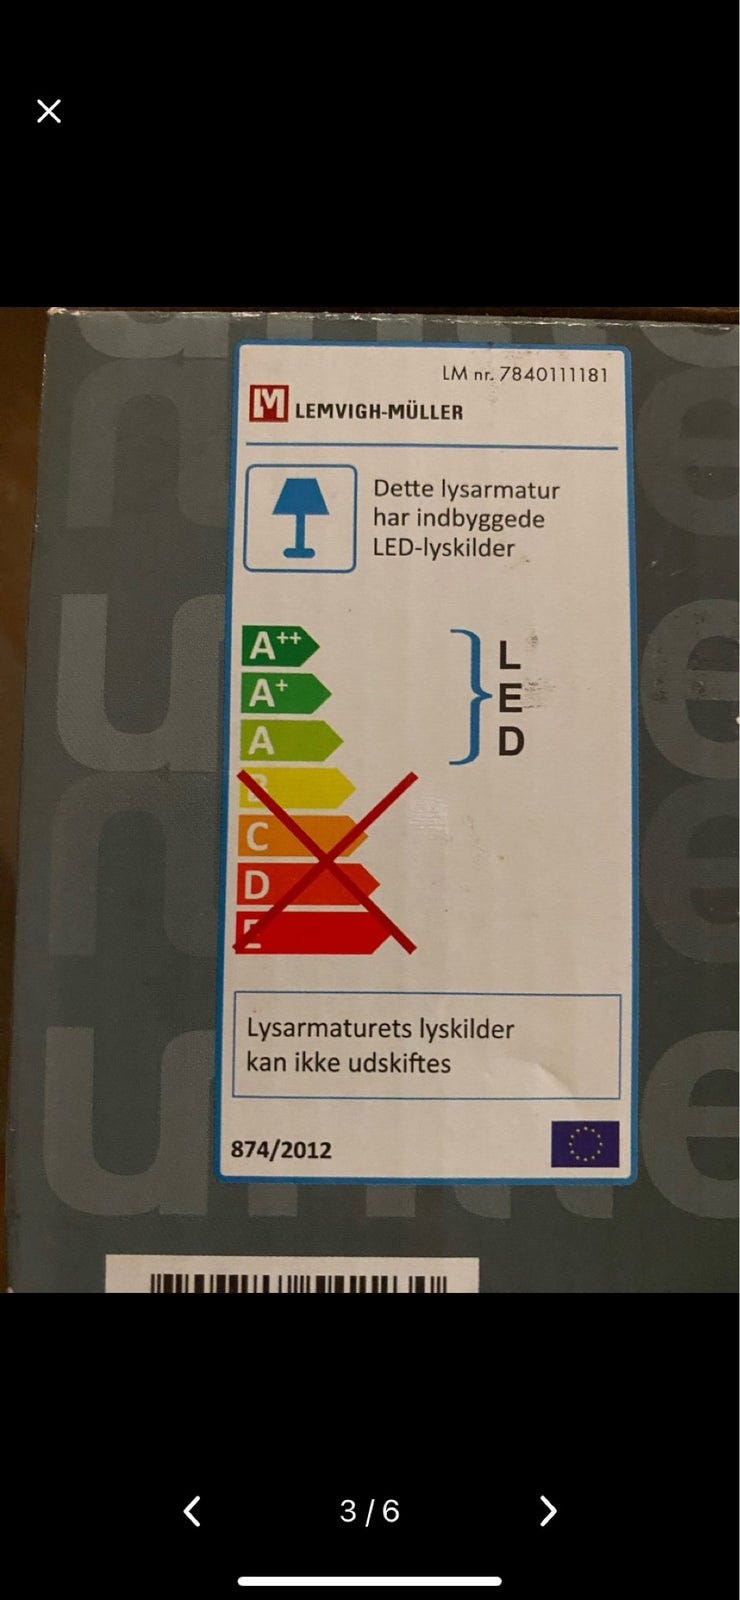 LM nr. 7840111181
LM LEMVIGH-MÜLLER
Dette lysarmatur
har indbyggede
LED-lyskilder
A++
A+
A
B
C
D
E
L
E
D
Lysarmaturets lyskilder
kan ikke udskiftes
874/2012
3 / 6